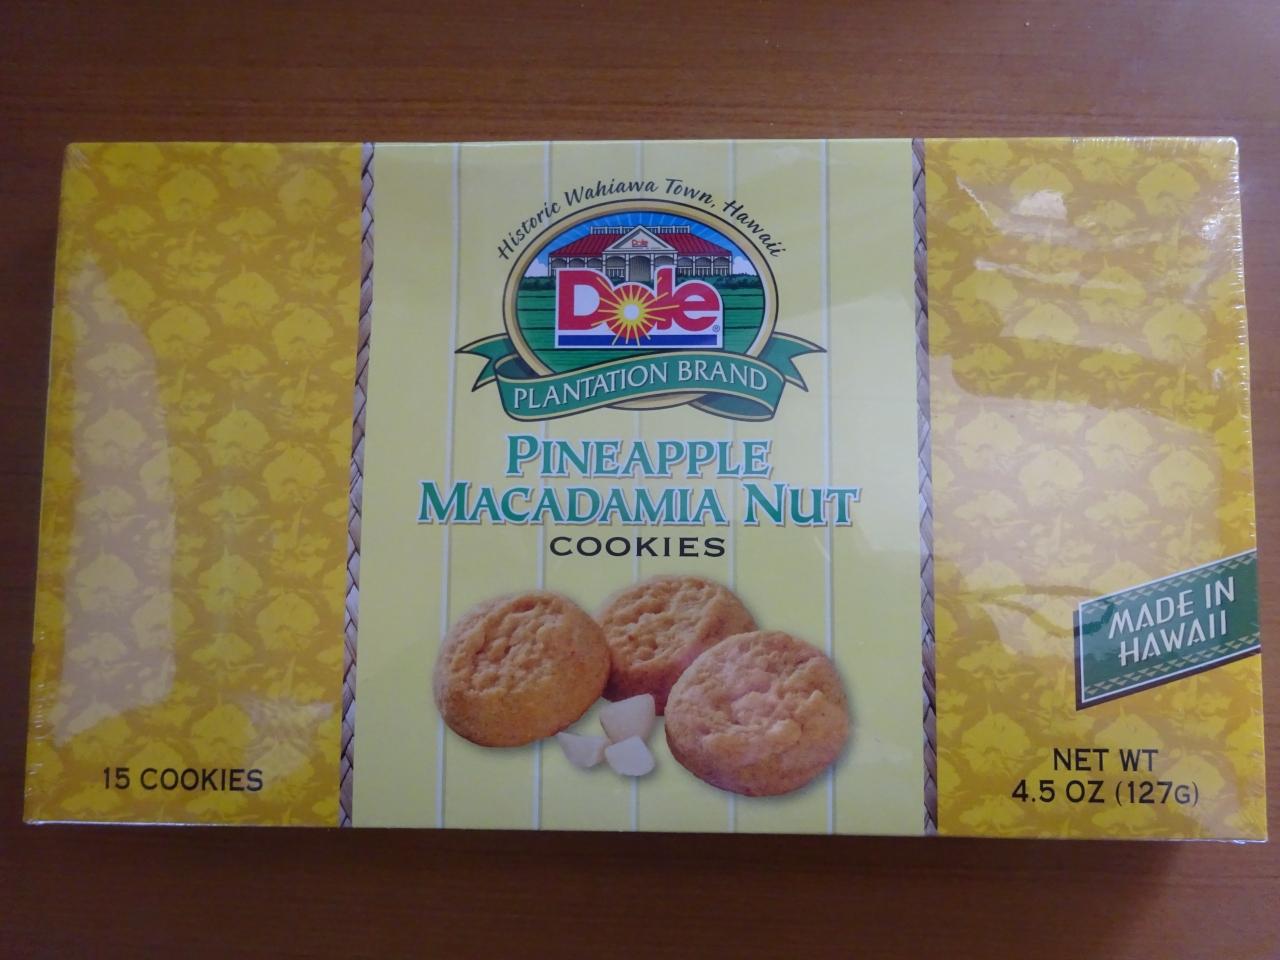 Historic Wahiawa Town, Hawaii
Dole
Dole®
PLANTATION BRAND
PINEAPPLE
MACADAMIA NUT
COOKIES
MADE IN
HAWAII
15 COOKIES
NET WT
4.5 OZ (127G)